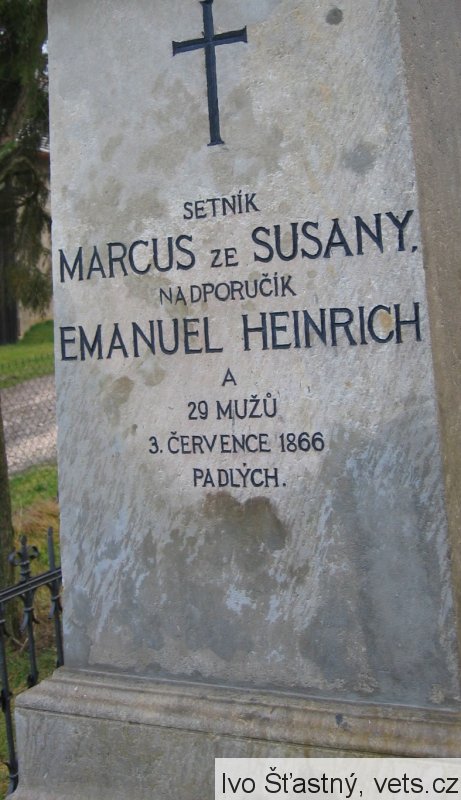 SETNÍK
MARCUS ZE SUSANY,
NADPORUČÍK
EMANUEL HEINRICH
A
29 MUŽŮ
3. ČERVENCE 1866
PADLÝCH.
Ivo Šťastný, vets.cz